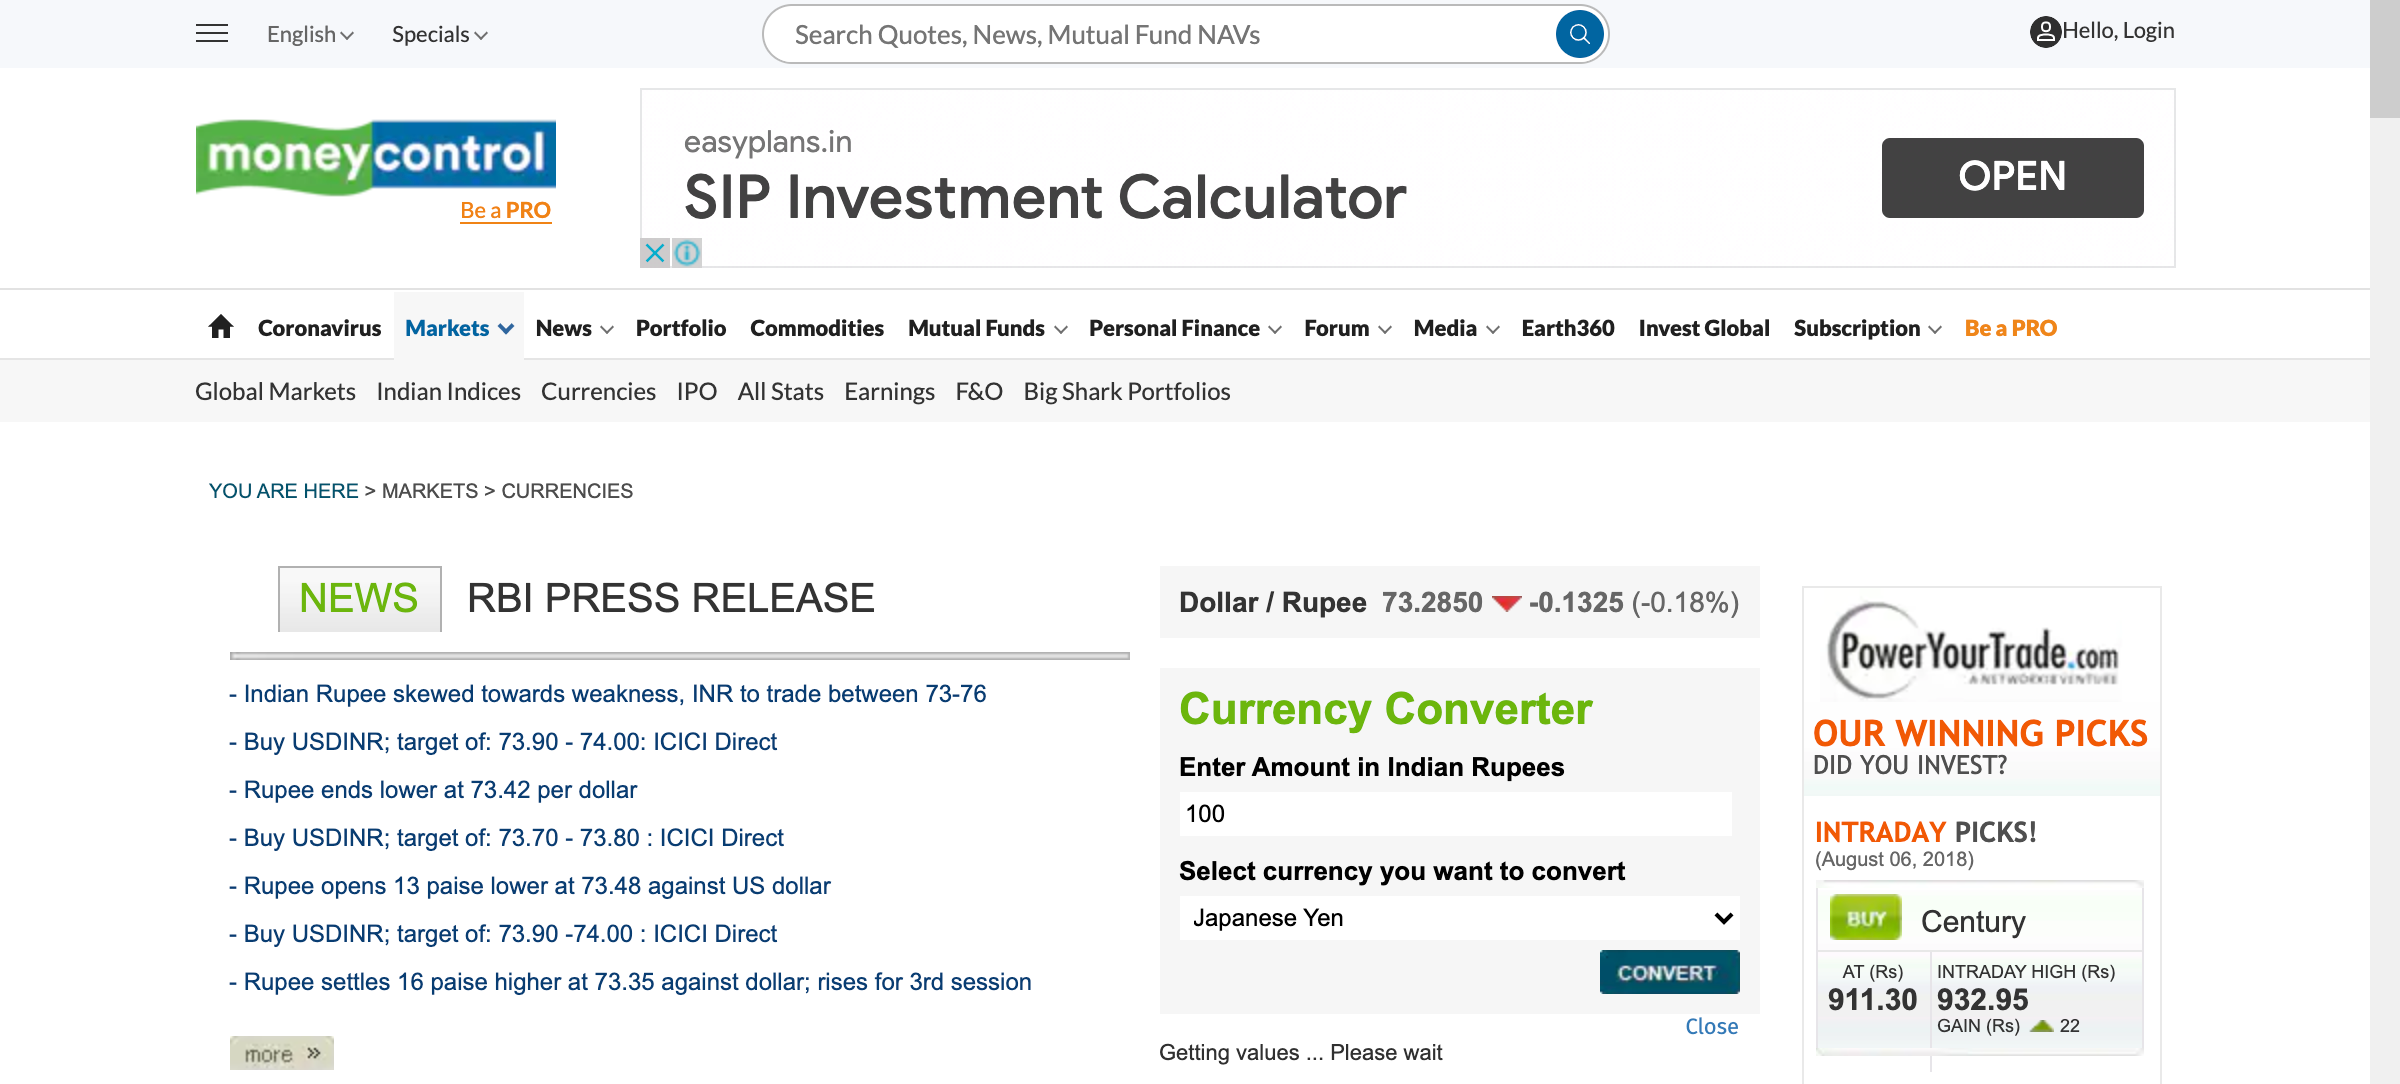 English
Specials
Search Quotes, News, Mutual Fund NAVs
Hello, Login
moneycontrol
Be a PRO
easyplans.in
SIP Investment Calculator
OPEN
Coronavirus Markets News Portfolio Commodities Mutual Funds Personal Finance Forum Media Earth360 Invest Global Subscription Be a PRO
Global Markets Indian Indices Currencies IPO All Stats Earnings F&O Big Shark Portfolios
YOU ARE HERE > MARKETS > CURRENCIES
NEWS RBI PRESS RELEASE
- Indian Rupee skewed towards weakness, INR to trade between 73-76
- Buy USDINR; target of: 73.90 - 74.00: ICICI Direct
- Rupee ends lower at 73.42 per dollar
- Buy USDINR; target of: 73.70 - 73.80 : ICICI Direct
- Rupee opens 13 paise lower at 73.48 against US dollar
- Buy USDINR; target of: 73.90 -74.00 : ICICI Direct
- Rupee settles 16 paise higher at 73.35 against dollar; rises for 3rd session
more »
Dollar / Rupee 73.2850 -0.1325 (-0.18%)
Currency Converter
Enter Amount in Indian Rupees
100
Select currency you want to convert
Japanese Yen
CONVERT
Close
Getting values ... Please wait
PowerYourTrade.com
A NETWORK18 VENTURE
OUR WINNING PICKS
DID YOU INVEST?
INTRADAY PICKS!
(August 06, 2018)
BUY Century
AT (Rs)
911.30
INTRADAY HIGH (Rs)
932.95
GAIN (Rs) 22